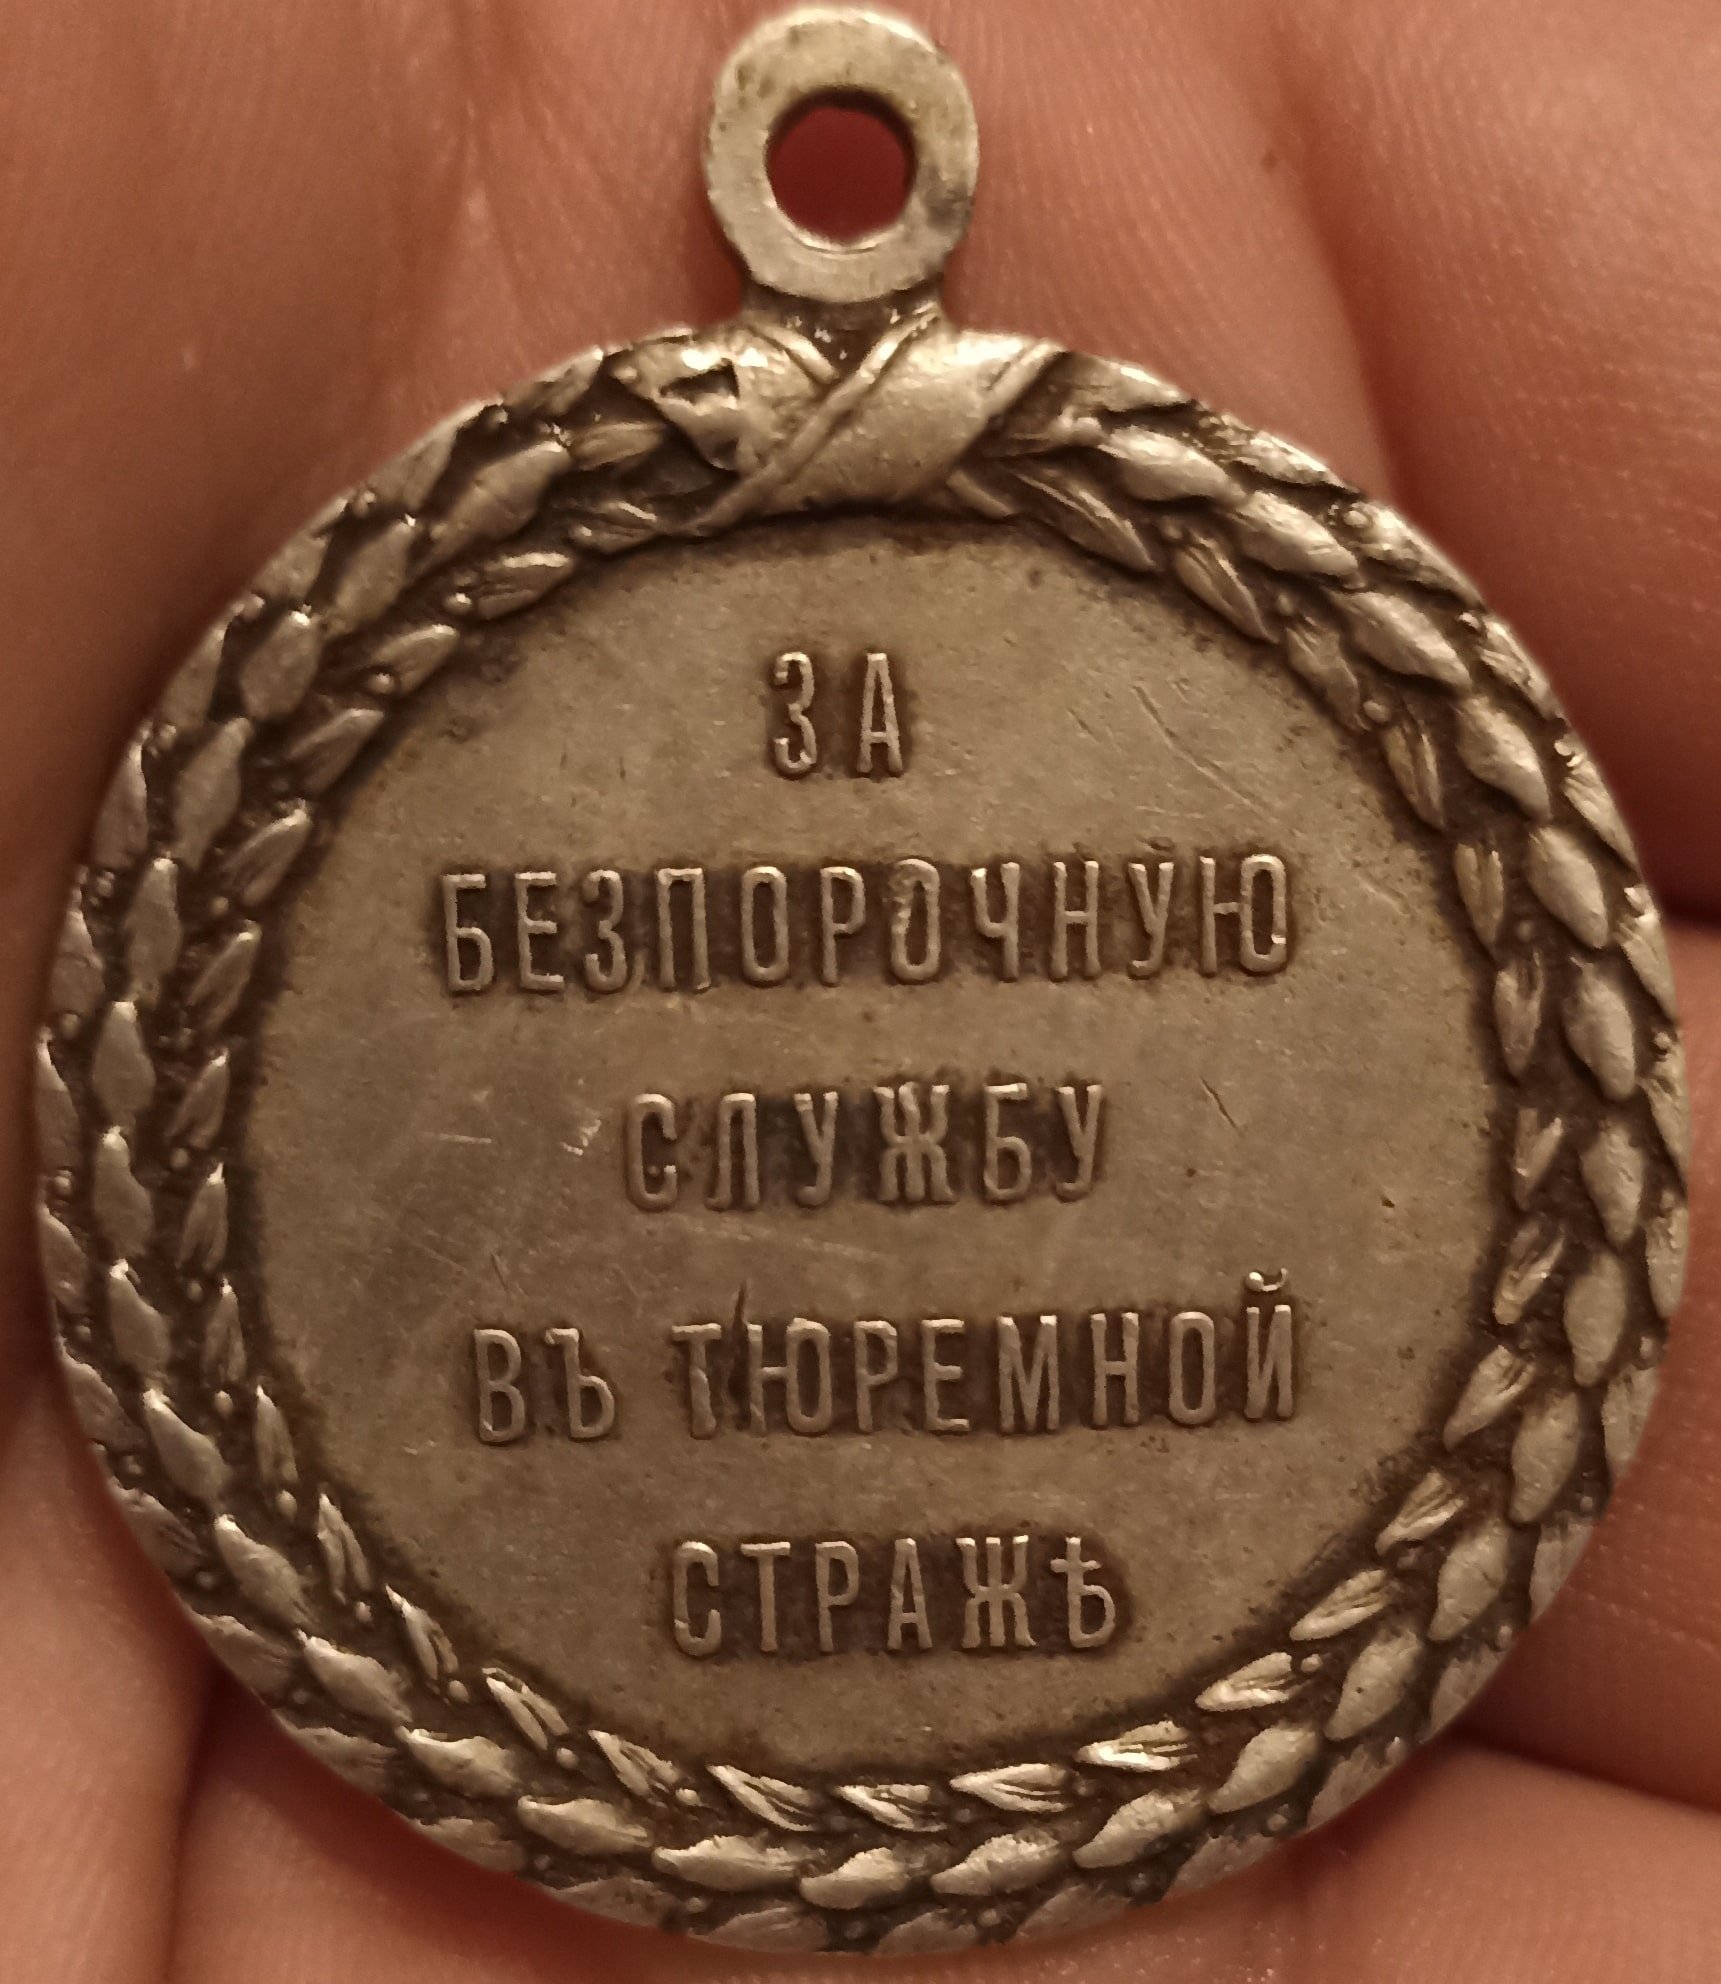 ЗА
БЕЗПОРОЧНУЮ
СЛУЖБУ
ВЪ ТЮРЕМНОЙ
СТРАЖѢ